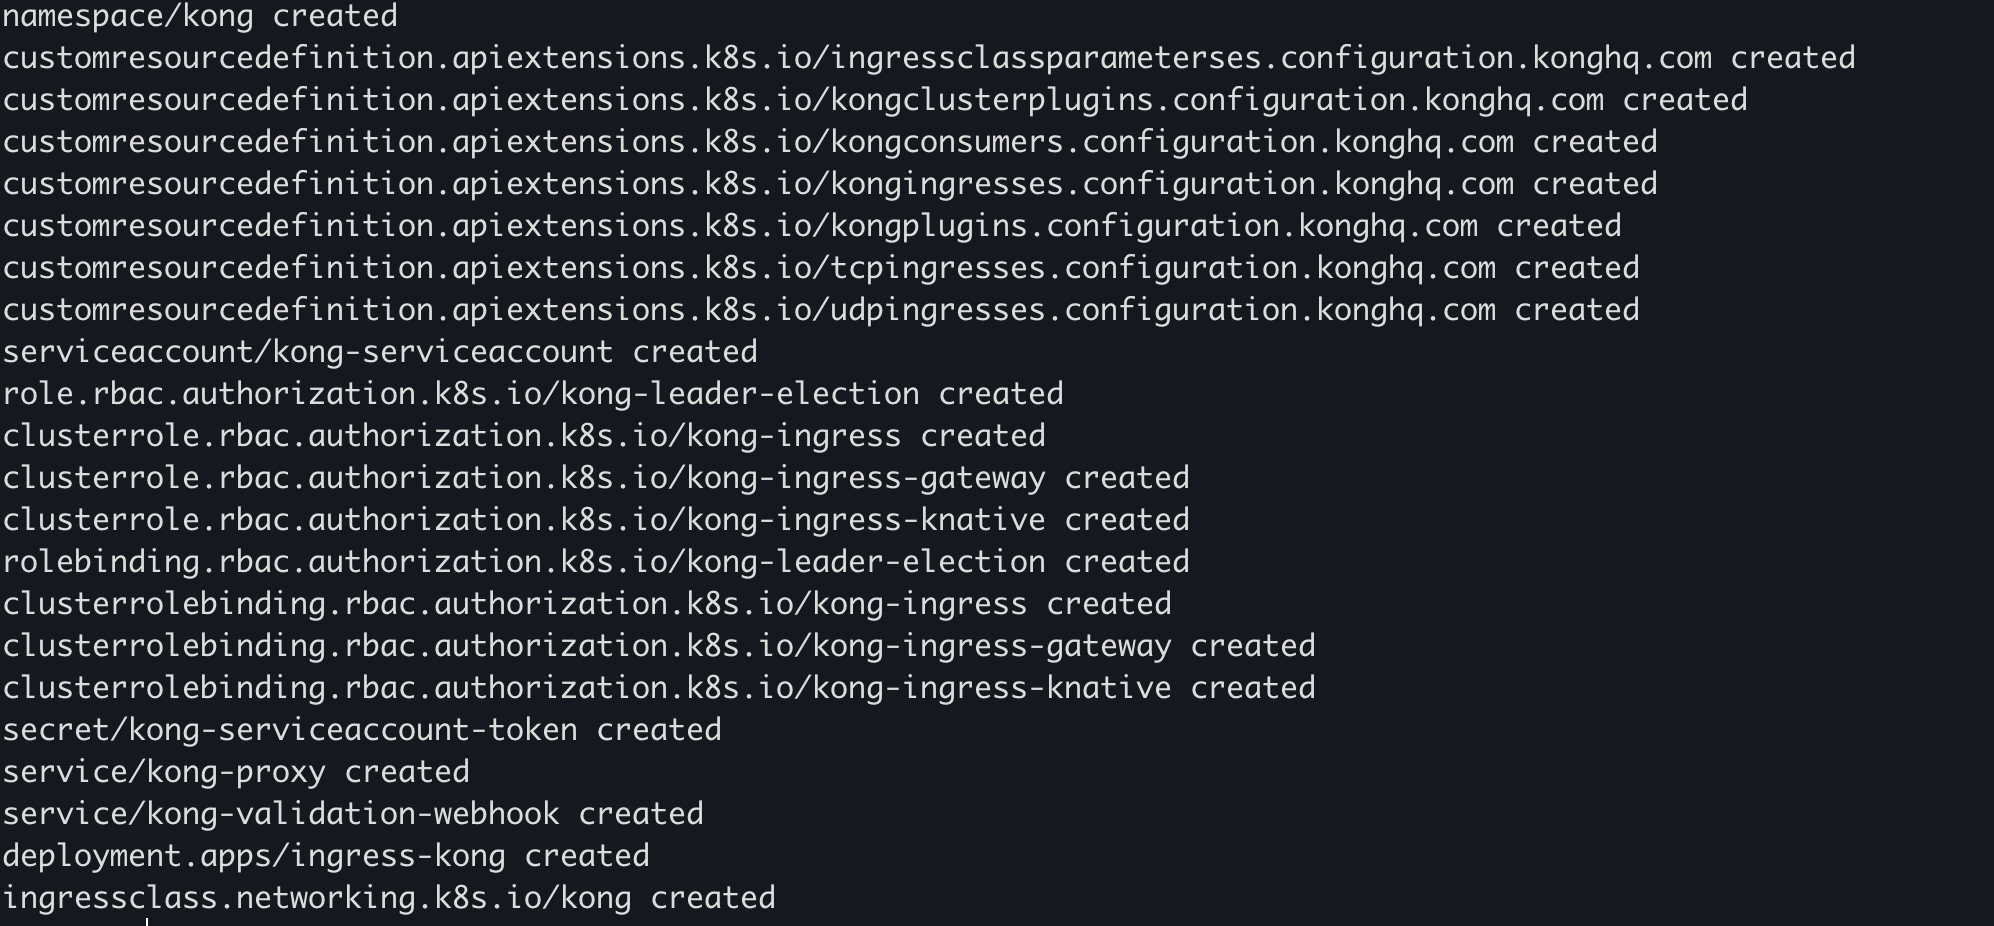 namespace/kong created
customresourcedefinition.apiextensions.k8s.io/ingressclassparameterses.configuration.konghq.com created
customresourcedefinition.apiextensions.k8s.io/kongclusterplugins.configuration.konghq.com created
customresourcedefinition.apiextensions.k8s.io/kongconsumers.configuration.konghq.com created
customresourcedefinition.apiextensions.k8s.io/kongingresses.configuration.konghq.com created
customresourcedefinition.apiextensions.k8s.io/kongplugins.configuration.konghq.com created
customresourcedefinition.apiextensions.k8s.io/tcpingresses.configuration.konghq.com created
customresourcedefinition.apiextensions.k8s.io/udpingresses.configuration.konghq.com created
serviceaccount/kong-serviceaccount created
role.rbac.authorization.k8s.io/kong-leader-election created
clusterrole.rbac.authorization.k8s.io/kong-ingress created
clusterrole.rbac.authorization.k8s.io/kong-ingress-gateway created
clusterrole.rbac.authorization.k8s.io/kong-ingress-knative created
rolebinding.rbac.authorization.k8s.io/kong-leader-election created
clusterrolebinding.rbac.authorization.k8s.io/kong-ingress created
clusterrolebinding.rbac.authorization.k8s.io/kong-ingress-gateway created
clusterrolebinding.rbac.authorization.k8s.io/kong-ingress-knative created
secret/kong-serviceaccount-token created
service/kong-proxy created
service/kong-validation-webhook created
deployment.apps/ingress-kong created
ingressclass.networking.k8s.io/kong created